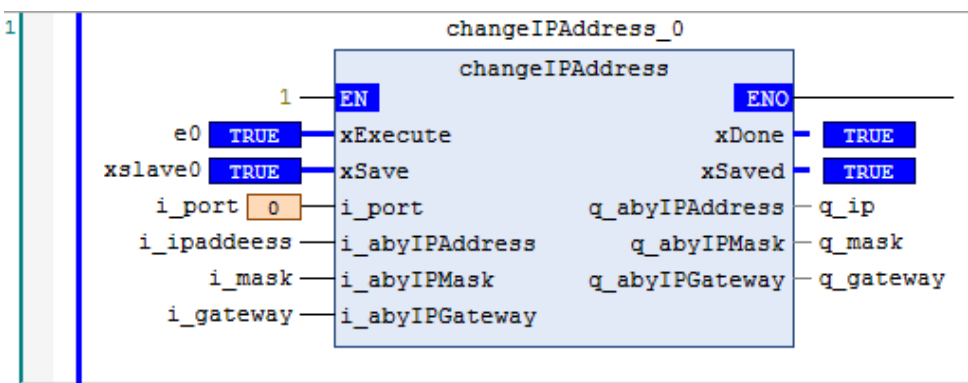 1
changeIPAddress_0
changeIPAddress
1 EN ENO
e0 TRUE xExecute xDone TRUE
xslave0 TRUE xSave xSaved TRUE
i_port 0 i_port q_abyIPAddress q_ip
i_ipaddeess i_abyIPAddress q_abyIPMask q_mask
i_mask i_abyIPMask q_abyIPGateway q_gateway
i_gateway i_abyIPGateway